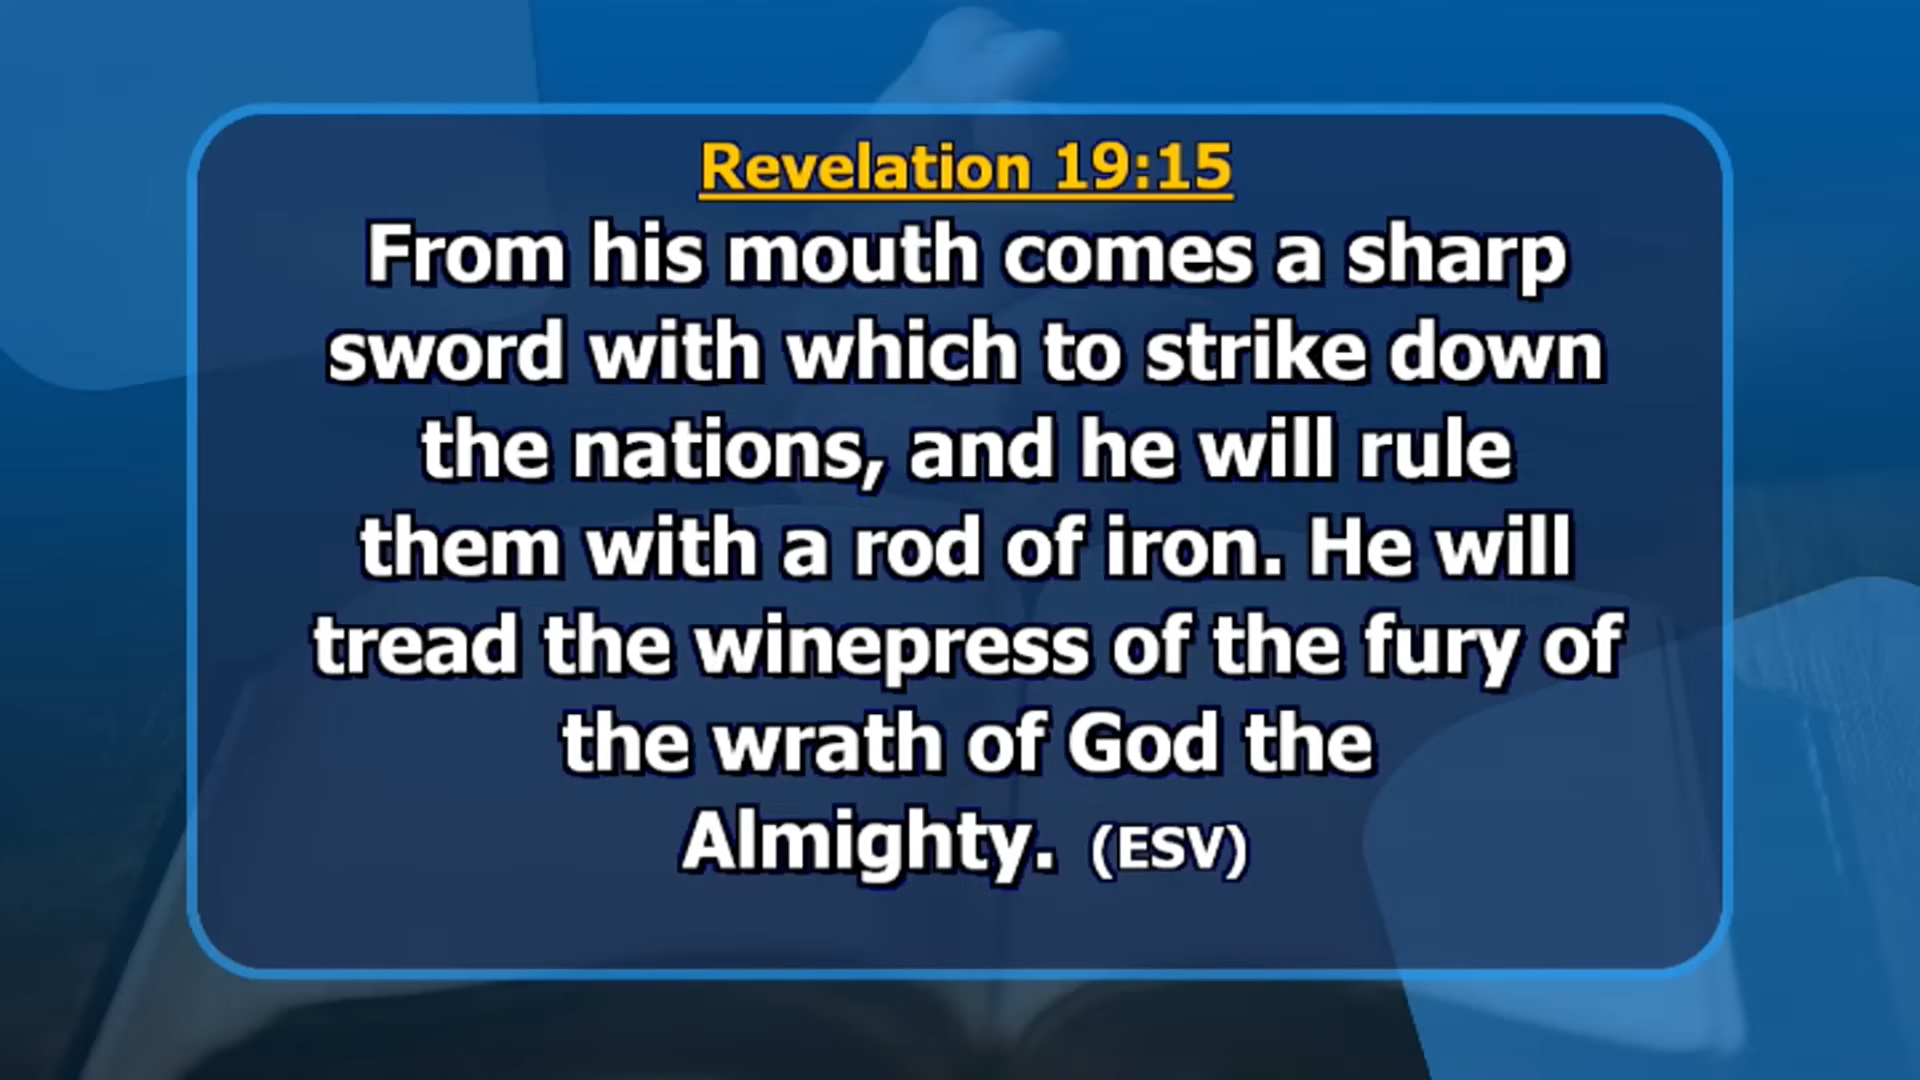 Revelation 19:15
From his mouth comes a sharp
sword with which to strike down
the nations, and he will rule
them with a rod of iron. He will
tread the winepress of the fury of
the wrath of God the
Almighty. (ESV)